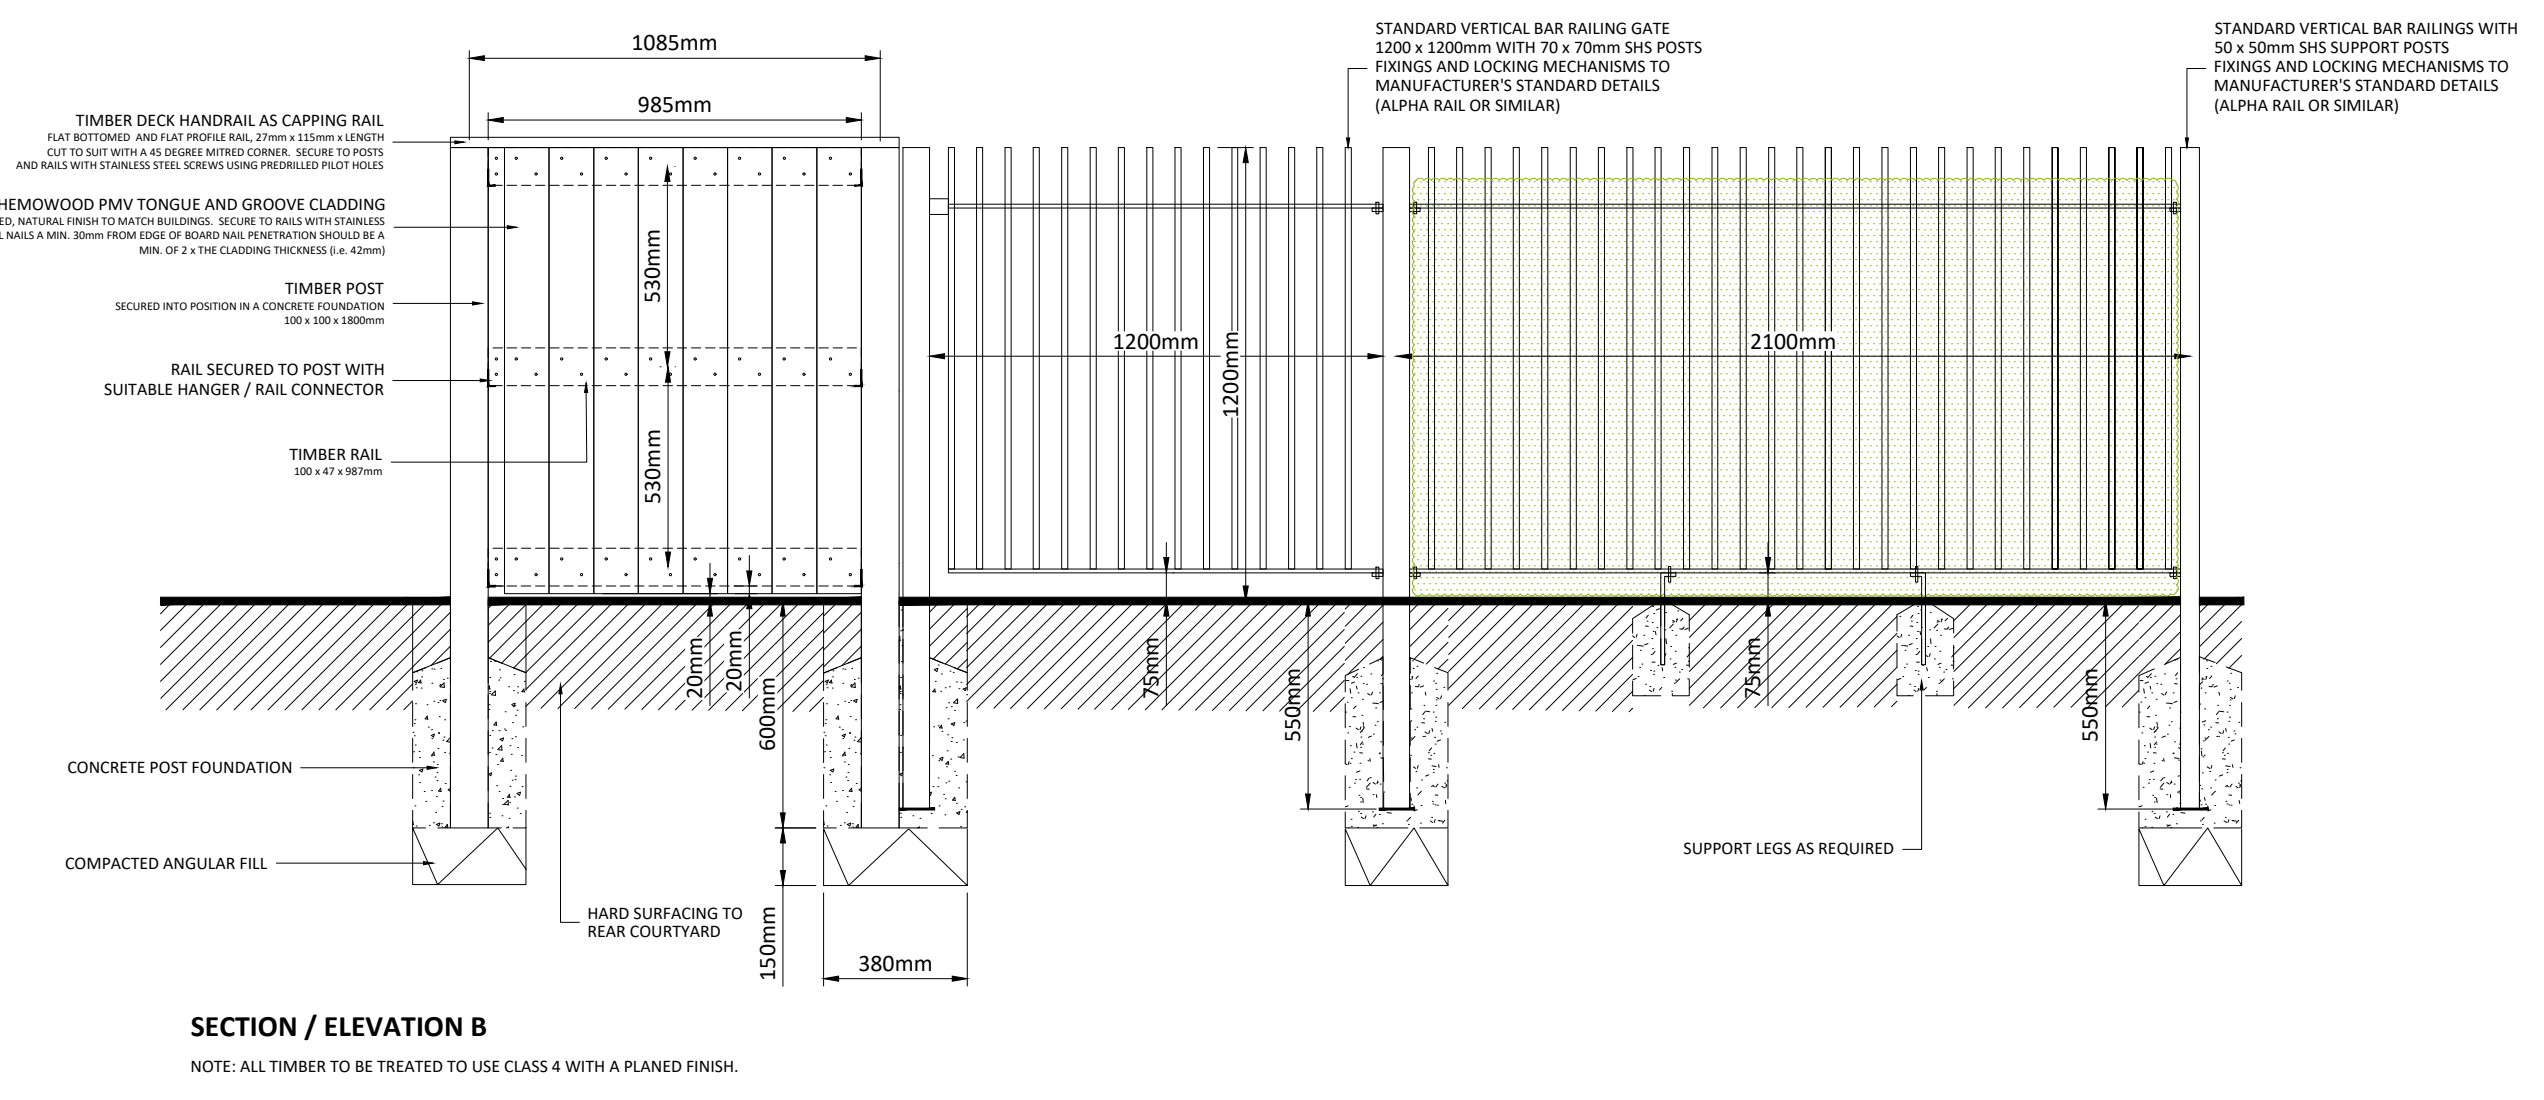 1085mm
985mm
TIMBER DECK HANDRAIL AS CAPPING RAIL
FLAT BOTTOMED AND FLAT PROFILE RAIL, 27mm x 115mm x LENGTH
CUT TO SUIT WITH A 45 DEGREE MITRED CORNER. SECURE TO POSTS
AND RAILS WITH STAINLESS STEEL SCREWS USING PREDRILLED PILOT HOLES
HEMOWOOD PMV TONGUE AND GROOVE CLADDING
ED, NATURAL FINISH TO MATCH BUILDINGS. SECURE TO RAILS WITH STAINLESS
L NAILS A MIN. 30mm FROM EDGE OF BOARD NAIL PENETRATION SHOULD BE A
MIN. OF 2 x THE CLADDING THICKNESS (i.e. 42mm)
TIMBER POST
SECURED INTO POSITION IN A CONCRETE FOUNDATION
100 x 100 x 1800mm
RAIL SECURED TO POST WITH
SUITABLE HANGER / RAIL CONNECTOR
TIMBER RAIL
100 x 47 x 987mm
530mm
530mm
STANDARD VERTICAL BAR RAILING GATE
1200 x 1200mm WITH 70 x 70mm SHS POSTS
FIXINGS AND LOCKING MECHANISMS TO
MANUFACTURER'S STANDARD DETAILS
(ALPHA RAIL OR SIMILAR)
STANDARD VERTICAL BAR RAILINGS WITH
50 x 50mm SHS SUPPORT POSTS
FIXINGS AND LOCKING MECHANISMS TO
MANUFACTURER'S STANDARD DETAILS
(ALPHA RAIL OR SIMILAR)
1200mm
1200mm
2100mm
20mm
20mm
600mm
75mm
550mm
75mm
550mm
CONCRETE POST FOUNDATION
COMPACTED ANGULAR FILL
HARD SURFACING TO
REAR COURTYARD
150mm
380mm
SUPPORT LEGS AS REQUIRED
SECTION / ELEVATION B
NOTE: ALL TIMBER TO BE TREATED TO USE CLASS 4 WITH A PLANED FINISH.